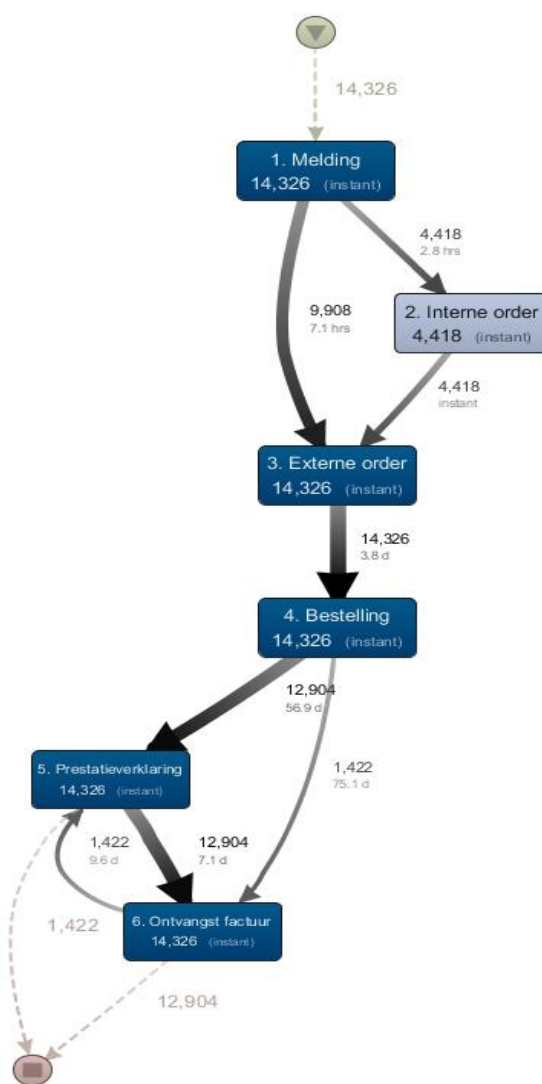 14,326
1. Melding
14,326 (instant)
4,418
2.8 hrs
9,908
7.1 hrs
2. Interne order
4,418 (instant)
4,418
instant
3. Externe order
14,326 (instant)
14,326
3.8 d
4. Bestelling
14,326 (instant)
12,904
56.9 d
5. Prestatieverklaring
14,326 (instant)
1,422
75.1 d
1,422
9.6 d
12,904
7.1 d
1,422
6. Ontvangst factuur
14,326 (instant)
12,904